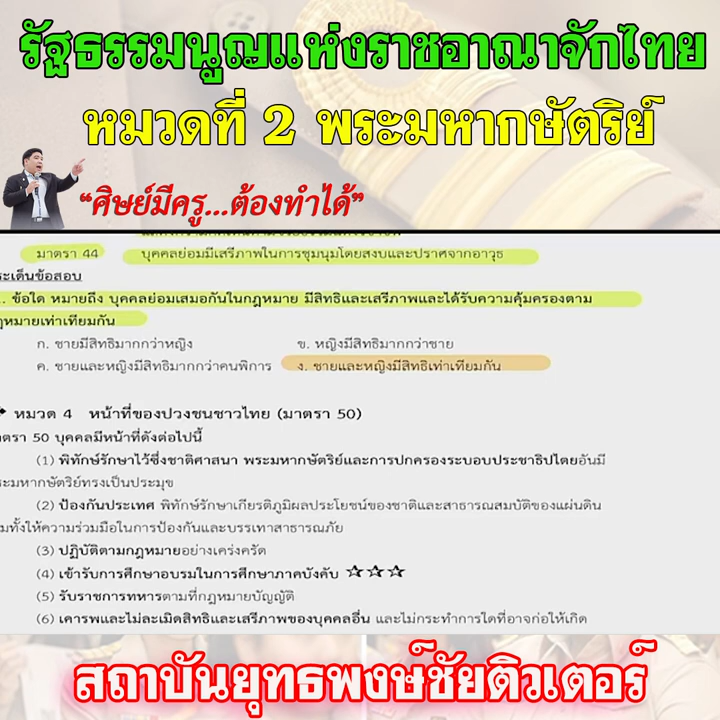 รัฐธรรมนูญแห่งราชอาณาจักรไทย
หมวดที่ 2 พระมหากษัตริย์
“ศิษย์มีครู...ต้องทำได้”
มาตรา 44 บุคคลย่อมมีเสรีภาพในการชุมนุมโดยสงบและปราศจากอาวุธ
ระเด็นข้อสอบ
. ข้อใด หมายถึง บุคคลย่อมเสมอกันในกฎหมาย มีสิทธิและเสรีภาพและได้รับความคุ้มครองตาม
ฎหมายเท่าเทียมกัน
ก. ชายมีสิทธิมากกว่าหญิง ข. หญิงมีสิทธิมากกว่าชาย
ค. ชายและหญิงมีสิทธิมากกว่าคนพิการ ง. ชายและหญิงมีสิทธิเท่าเทียมกัน
หมวด 4 หน้าที่ของปวงชนชาวไทย (มาตรา 50)
ตรา 50 บุคคลมีหน้าที่ดังต่อไปนี้
(1) พิทักษ์รักษาไว้ซึ่งชาติศาสนา พระมหากษัตริย์และการปกครองระบอบประชาธิปไตยอันมี
ระมหากษัตริย์ทรงเป็นประมุข
(2) ป้องกันประเทศ พิทักษ์รักษาเกียรติภูมิผลประโยชน์ของชาติและสาธารณสมบัติของแผ่นดิน
มทั้งให้ความร่วมมือในการป้องกันและบรรเทาสาธารณภัย
(3) ปฏิบัติตามกฎหมายอย่างเคร่งครัด
(4) เข้ารับการศึกษาอบรมในการศึกษาภาคบังคับ ☆☆☆
(5) รับราชการทหารตามที่กฎหมายบัญญัติ
(6) เคารพและไม่ละเมิดสิทธิและเสรีภาพของบุคคลอื่น และไม่กระทำการใดที่อาจก่อให้เกิด
สถาบันยุทธพงษ์ชัยติวเตอร์